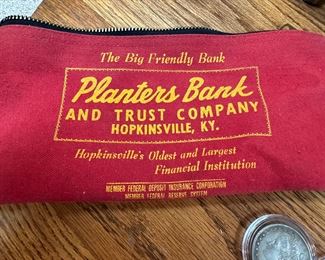 The Big Friendly Bank
Planters Bank
AND TRUST COMPANY
HOPKINSVILLE, KY.
Hopkinsville's Oldest and Largest
Financial Institution
MEMBER FEDERAL DEPOSIT INSURANCE CORPORATION
MEMBER FEDERAL RESERVE SYSTEM